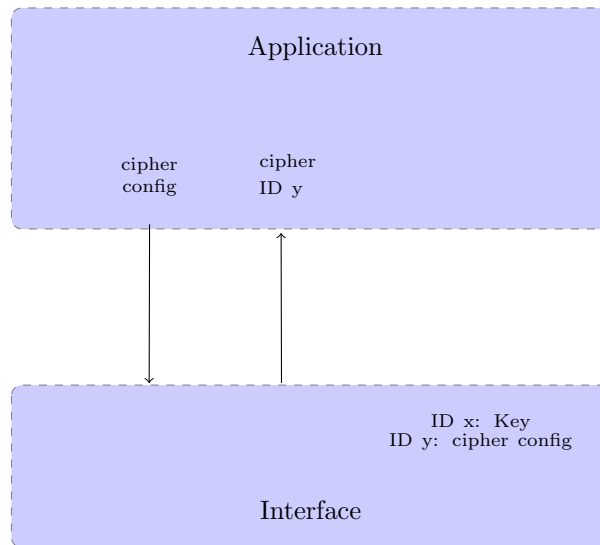 Application
cipher
config
cipher
ID y
ID x: Key
ID y: cipher config
Interface